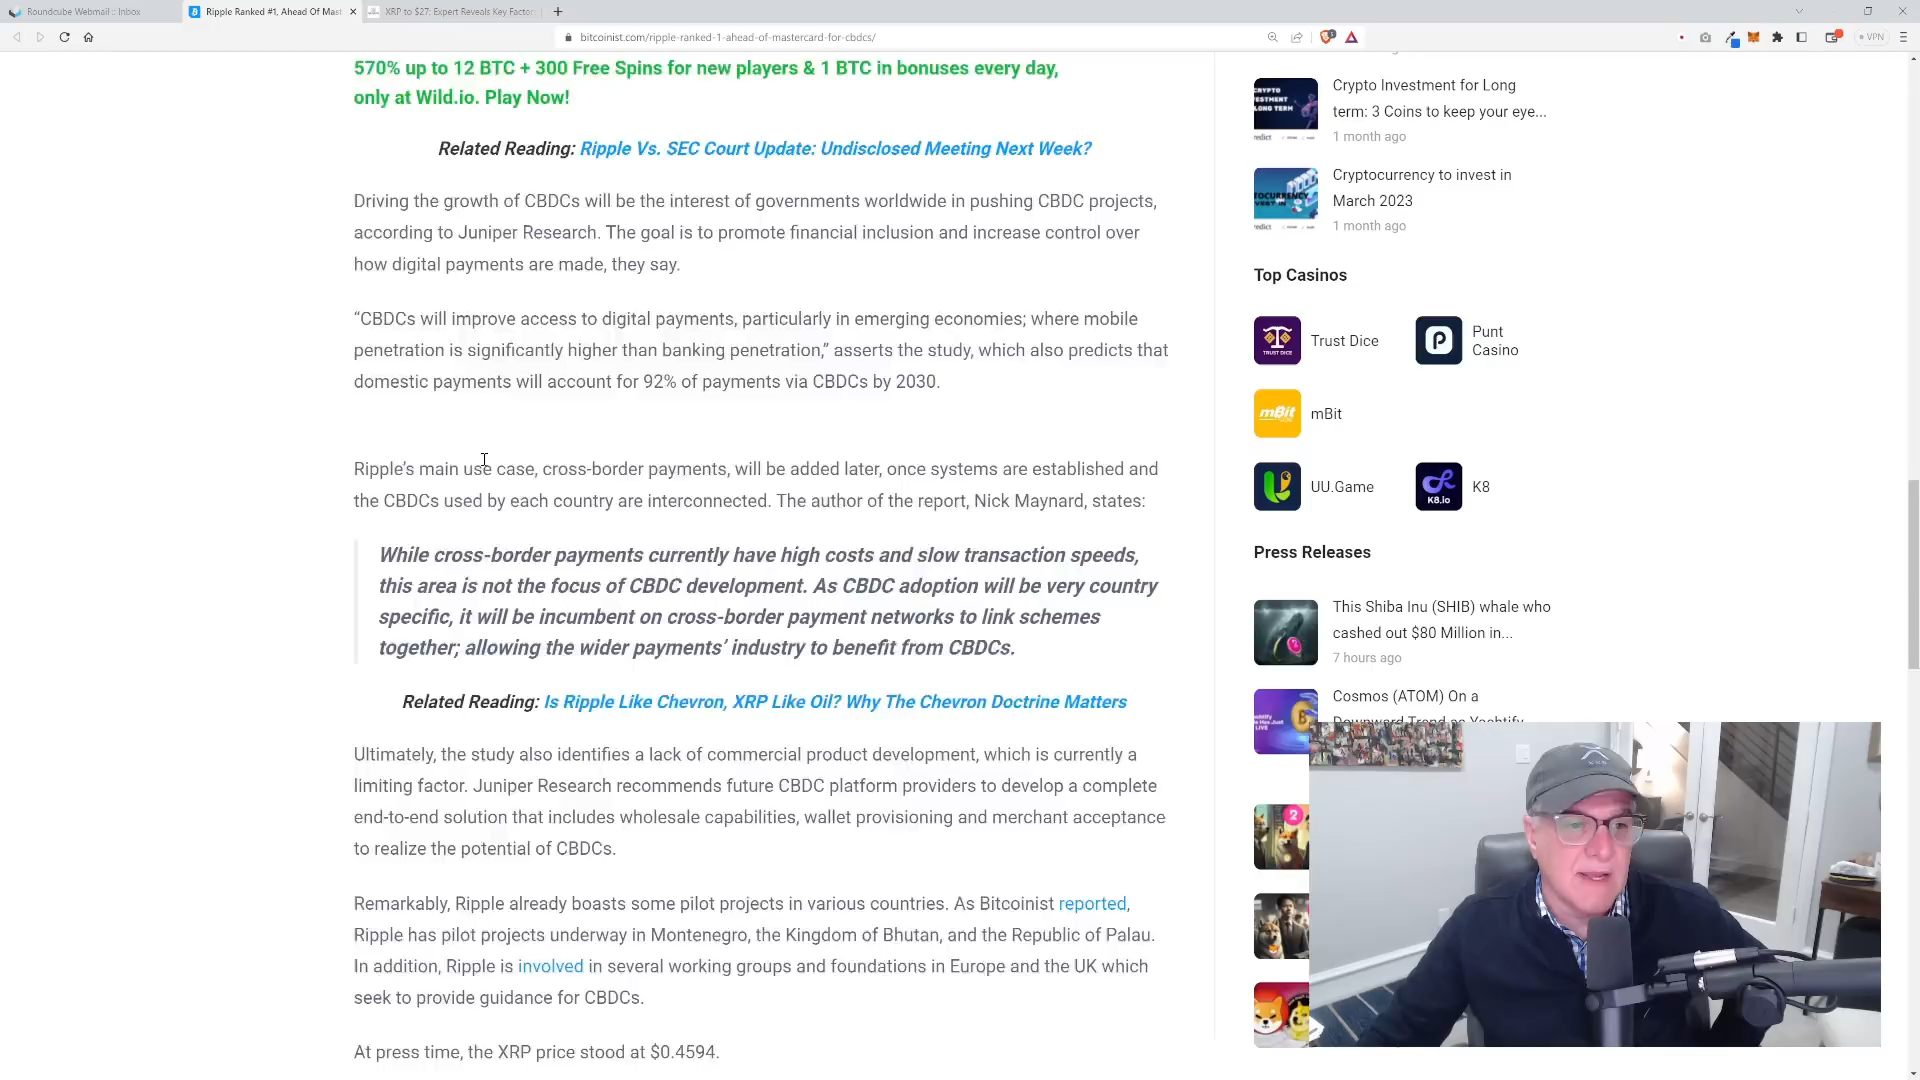 Roundcube Webmail :: Inbox
Ripple Ranked #1, Ahead Of Mast
XRP to $27: Expert Reveals Key Factor
bitcoinist.com/ripple-ranked-1-ahead-of-mastercard-for-cbdcs/
VPN
570% up to 12 BTC + 300 Free Spins for new players & 1 BTC in bonuses every day,
only at Wild.io. Play Now!
Related Reading: Ripple Vs. SEC Court Update: Undisclosed Meeting Next Week?
Driving the growth of CBDCs will be the interest of governments worldwide in pushing CBDC projects,
according to Juniper Research. The goal is to promote financial inclusion and increase control over
how digital payments are made, they say.
“CBDCs will improve access to digital payments, particularly in emerging economies; where mobile
penetration is significantly higher than banking penetration,” asserts the study, which also predicts that
domestic payments will account for 92% of payments via CBDCs by 2030.
Ripple’s main use case, cross-border payments, will be added later, once systems are established and
the CBDCs used by each country are interconnected. The author of the report, Nick Maynard, states:
While cross-border payments currently have high costs and slow transaction speeds,
this area is not the focus of CBDC development. As CBDC adoption will be very country
specific, it will be incumbent on cross-border payment networks to link schemes
together; allowing the wider payments’ industry to benefit from CBDCs.
Related Reading: Is Ripple Like Chevron, XRP Like Oil? Why The Chevron Doctrine Matters
Ultimately, the study also identifies a lack of commercial product development, which is currently a
limiting factor. Juniper Research recommends future CBDC platform providers to develop a complete
end-to-end solution that includes wholesale capabilities, wallet provisioning and merchant acceptance
to realize the potential of CBDCs.
Remarkably, Ripple already boasts some pilot projects in various countries. As Bitcoinist reported,
Ripple has pilot projects underway in Montenegro, the Kingdom of Bhutan, and the Republic of Palau.
In addition, Ripple is involved in several working groups and foundations in Europe and the UK which
seek to provide guidance for CBDCs.
At press time, the XRP price stood at $0.4594.
Crypto Investment for Long
term: 3 Coins to keep your eye...
1 month ago
Cryptocurrency to invest in
March 2023
1 month ago
Top Casinos
TRUST DICE
Trust Dice
Punt
Casino
mBit
mBit
UU.Game
K8.io
K8
Press Releases
This Shiba Inu (SHIB) whale who
cashed out $80 Million in...
7 hours ago
Cosmos (ATOM) On a
Downward Trend as Yachtify